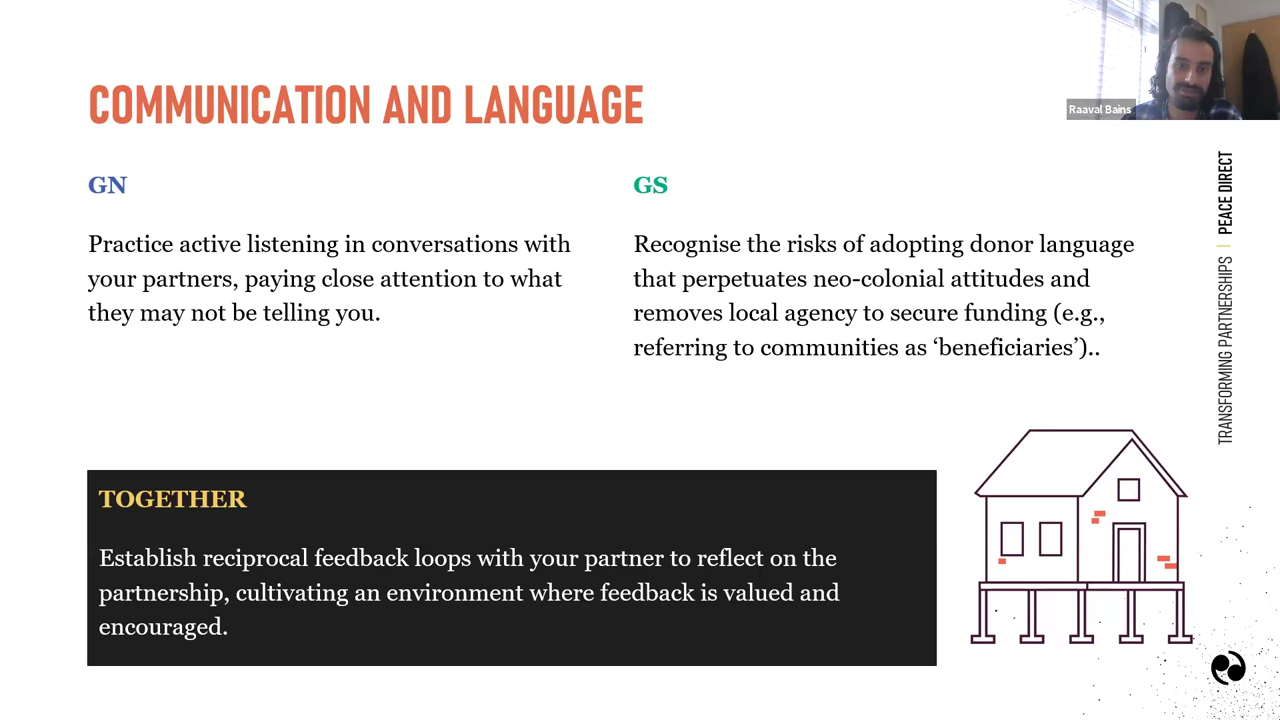 COMMUNICATION AND LANGUAGE
Raaval Bains
GN
Practice active listening in conversations with
your partners, paying close attention to what
they may not be telling you.
GS
Recognise the risks of adopting donor language
that perpetuates neo-colonial attitudes and
removes local agency to secure funding (e.g.,
referring to communities as ‘beneficiaries’)..
TOGETHER
Establish reciprocal feedback loops with your partner to reflect on the
partnership, cultivating an environment where feedback is valued and
encouraged.
TRANSFORMING PARTNERSHIPS | PEACE DIRECT